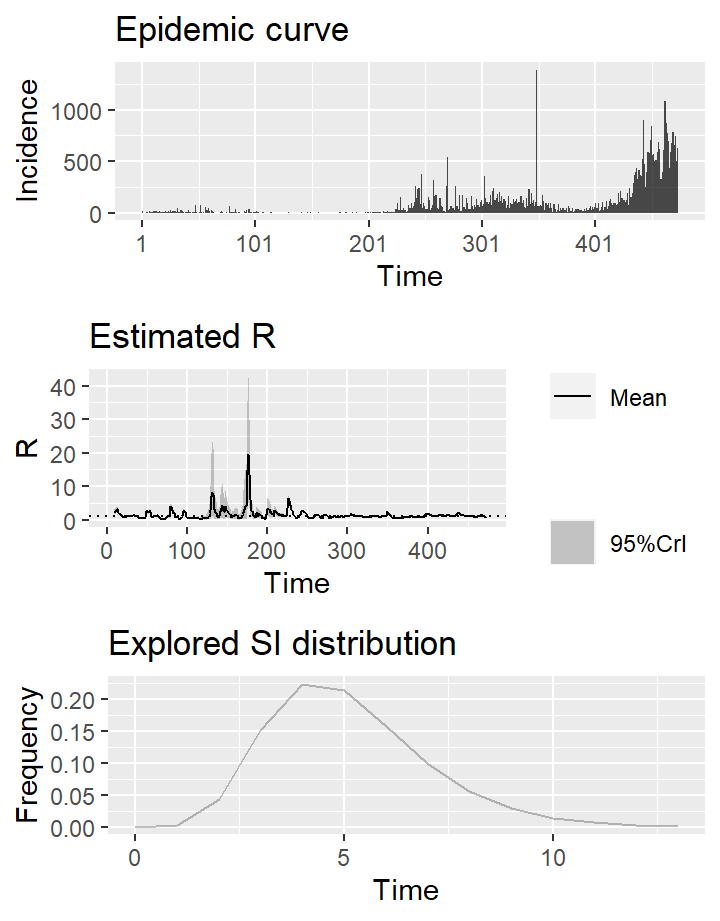 Epidemic curve
Incidence
1000
500
0
1 101 201 301 401
Time
Estimated R
R
40
30
20
10
0
0 100 200 300 400
Time
Mean
95%CrI
Explored SI distribution
Frequency
0.20
0.15
0.10
0.05
0.00
0 5 10
Time